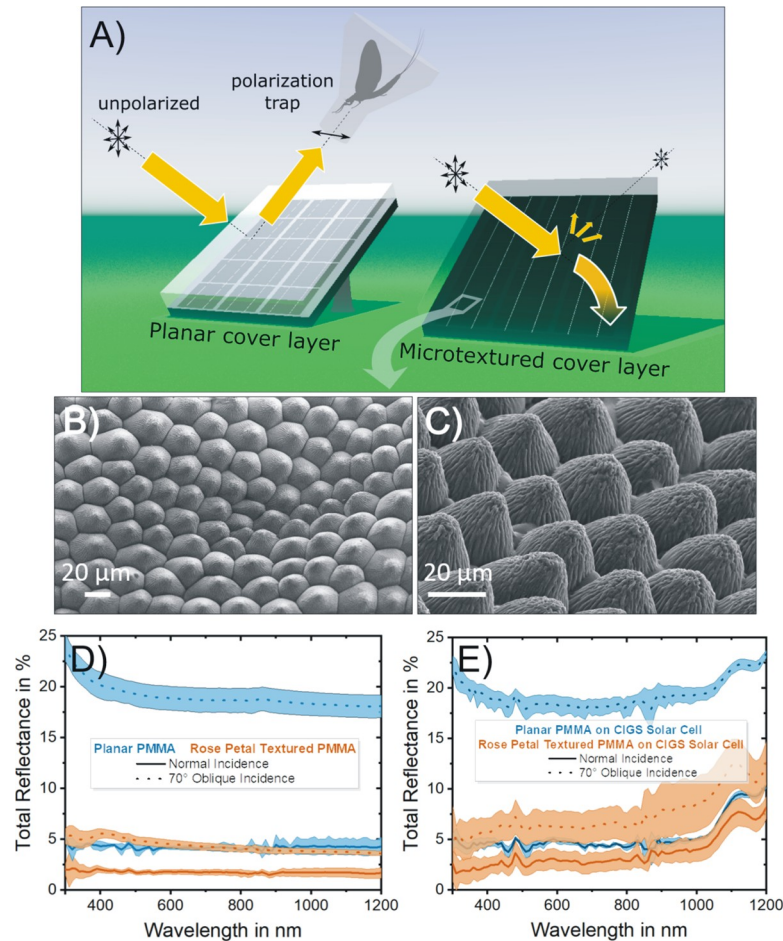 A)
polarization
trap
unpolarized
Planar cover layer
Microtextured cover layer
B)
20 µm
C)
20 µm
D)
25
20
15
10
5
0
Total Reflectance in %
Planar PMMA
Rose Petal Textured PMMA
Normal Incidence
70° Oblique Incidence
400
600
800
1000
1200
Wavelength in nm
E)
25
20
15
10
5
0
Total Reflectance in %
Planar PMMA on CIGS Solar Cell
Rose Petal Textured PMMA on CIGS Solar Cell
Normal Incidence
70° Oblique Incidence
400
600
800
1000
1200
Wavelength in nm